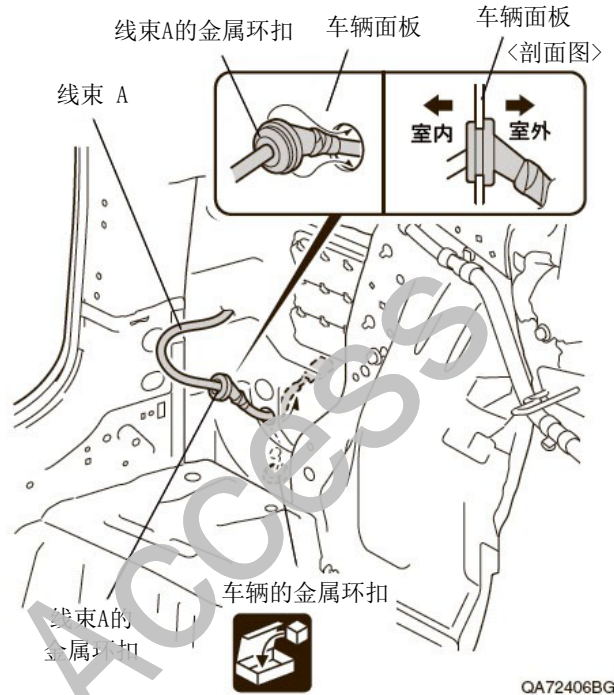 线束A的金属环扣
车辆面板
车辆面板
<剖面图>
线束 A
室内
室外
车辆的金属环扣
线束A的
金属环扣
Access
QA72406BG